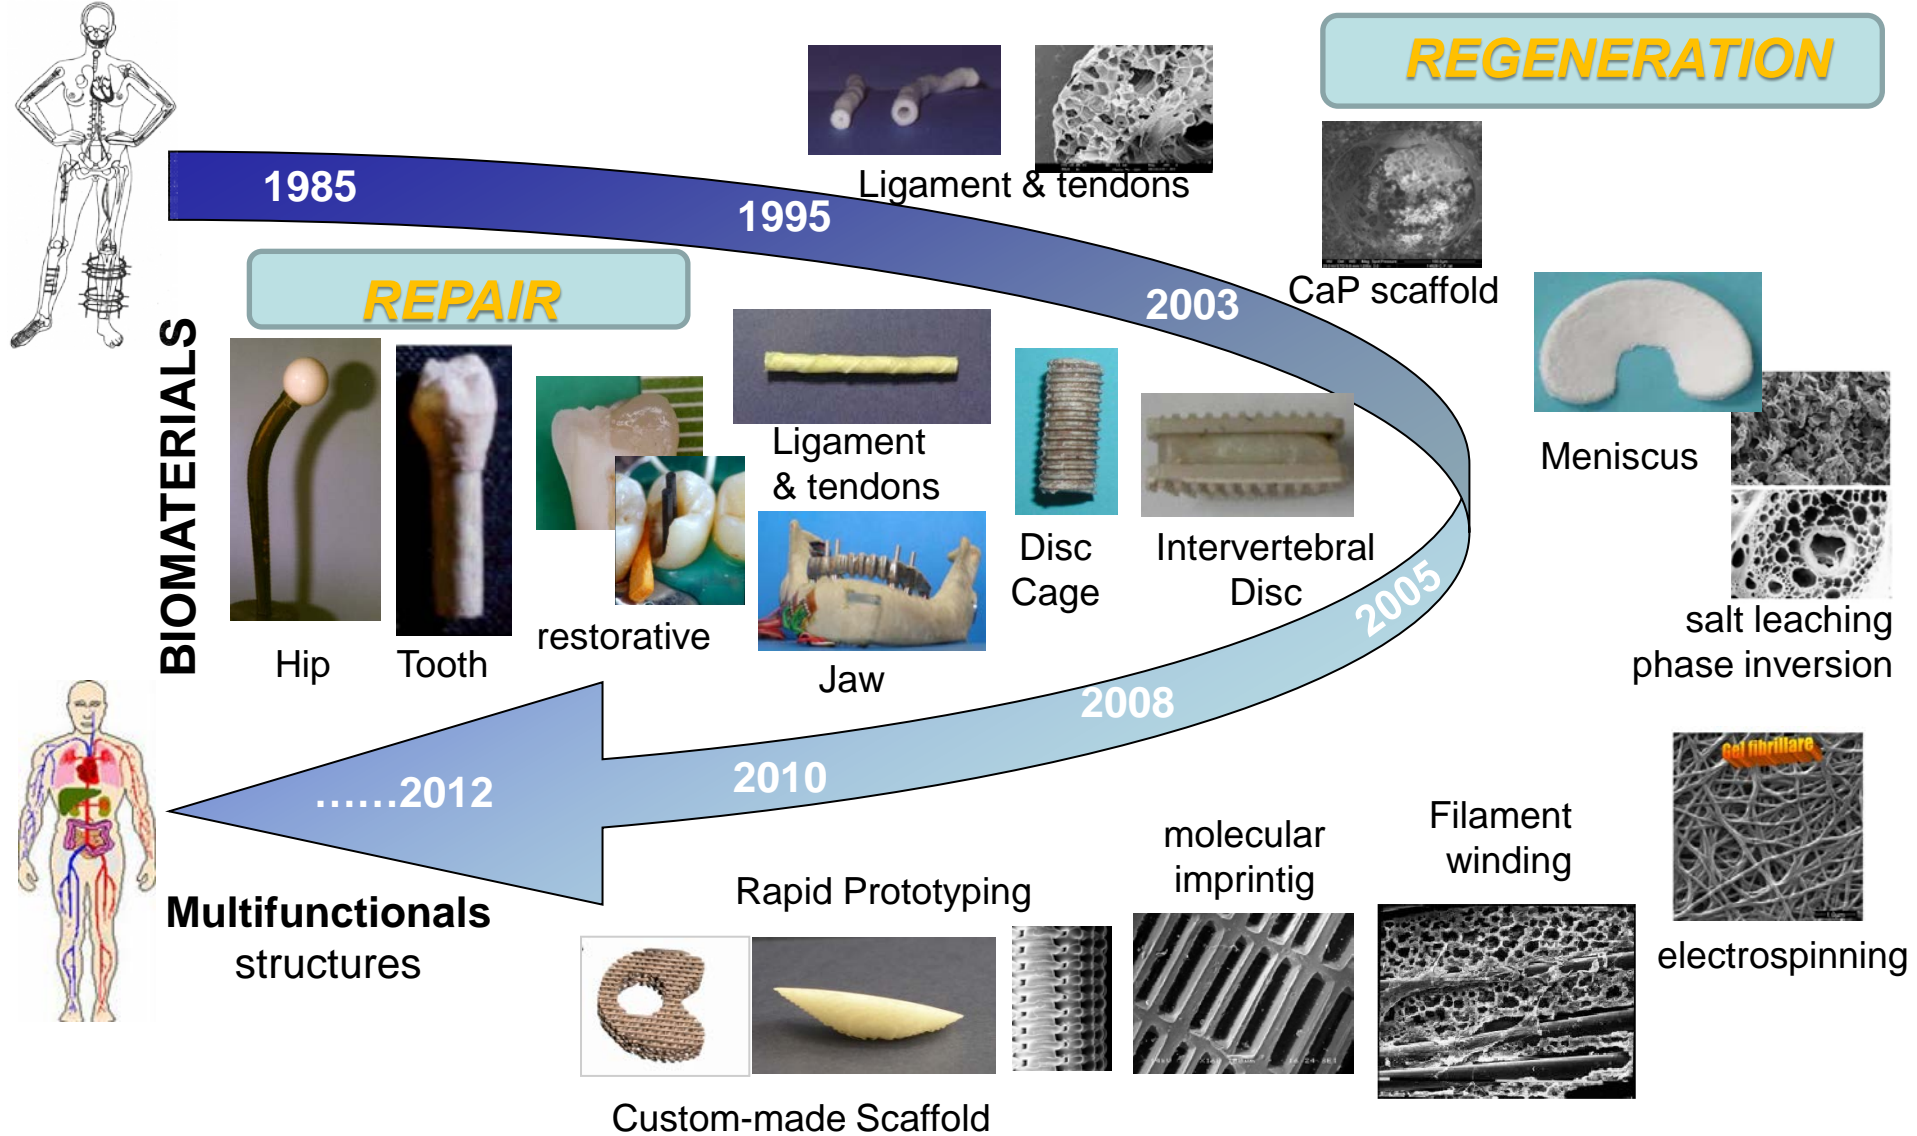 REGENERATION
Ligament & tendons
1985
1995
2003
CaP scaffold
REPAIR
BIOMATERIALS
Hip
Tooth
restorative
Ligament
& tendons
Jaw
Disc
Cage
Intervertebral
Disc
Meniscus
salt leaching
phase inversion
2005
2008
2010
......2012
Multifunctionals
structures
Gel fibrillare
electrospinning
Filament
winding
molecular
imprintig
Rapid Prototyping
Custom-made Scaffold